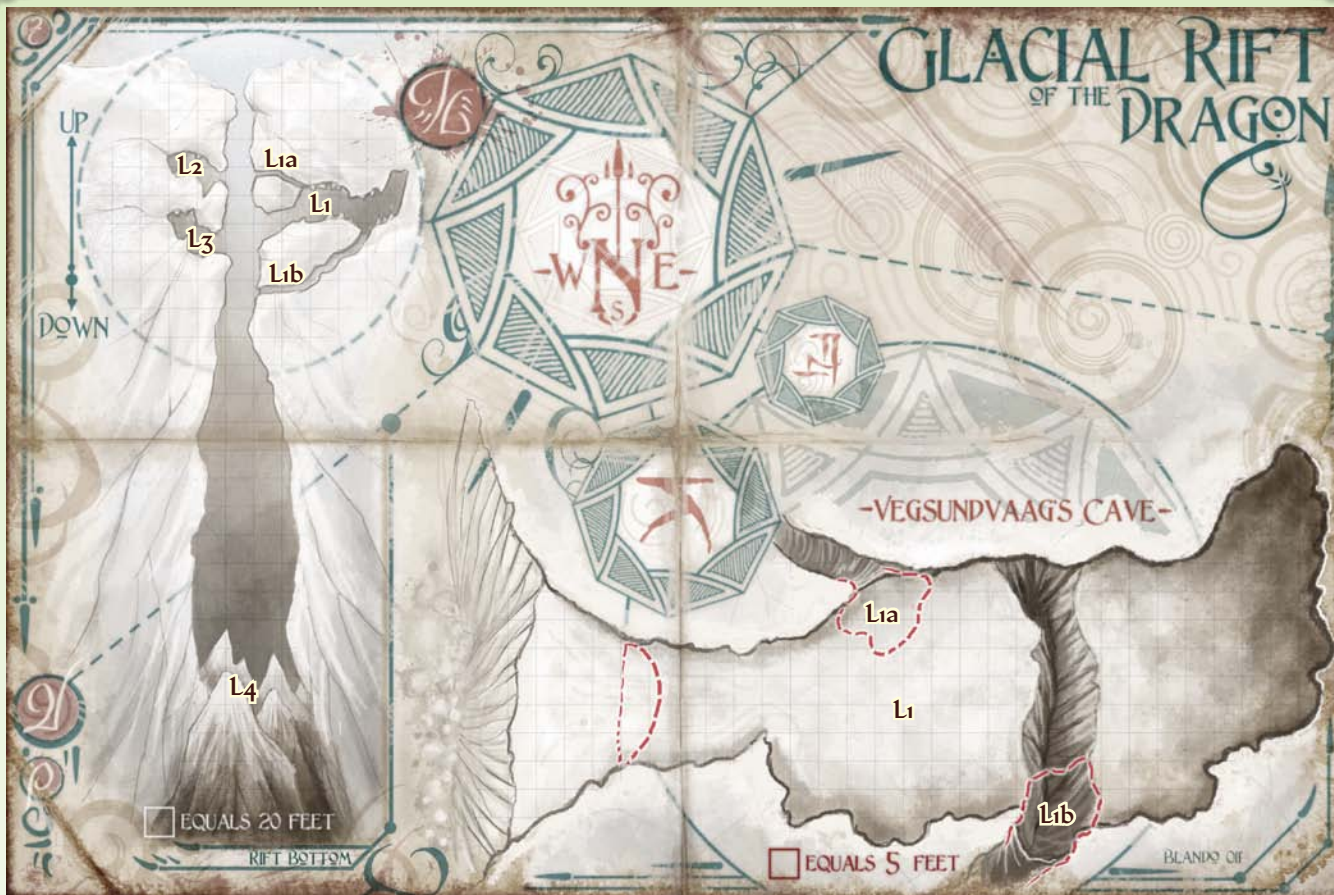 GLACIAL RIFT
OF THE
DRAGON
UP
DOWN
L2
L1a
L1
L3
L1b
L4
N
W
E
S
-VEGSUNDVAAG'S CAVE-
L1a
L1
L1b
EQUALS 20 FEET
RIFT BOTTOM
EQUALS 5 FEET